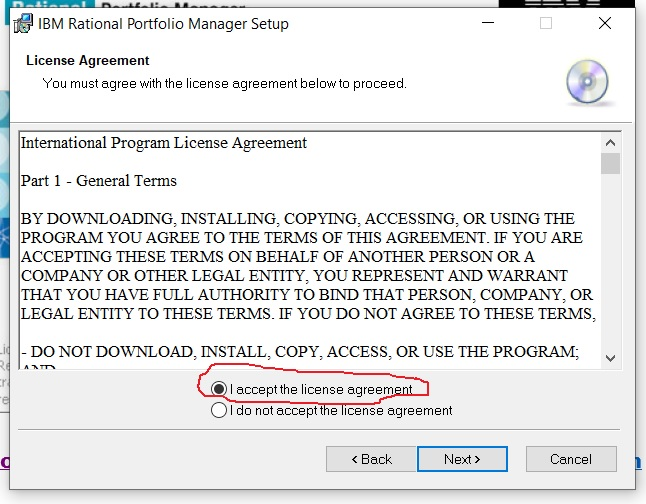 Rational Portfolio Manager
IBM
IBM Rational Portfolio Manager Setup
License Agreement
You must agree with the license agreement below to proceed.
International Program License Agreement
Part 1 - General Terms
BY DOWNLOADING, INSTALLING, COPYING, ACCESSING, OR USING THE
PROGRAM YOU AGREE TO THE TERMS OF THIS AGREEMENT. IF YOU ARE
ACCEPTING THESE TERMS ON BEHALF OF ANOTHER PERSON OR A
COMPANY OR OTHER LEGAL ENTITY, YOU REPRESENT AND WARRANT
THAT YOU HAVE FULL AUTHORITY TO BIND THAT PERSON, COMPANY, OR
LEGAL ENTITY TO THESE TERMS. IF YOU DO NOT AGREE TO THESE TERMS,
- DO NOT DOWNLOAD, INSTALL, COPY, ACCESS, OR USE THE PROGRAM;
AND
I accept the license agreement
I do not accept the license agreement
< Back
Next >
Cancel